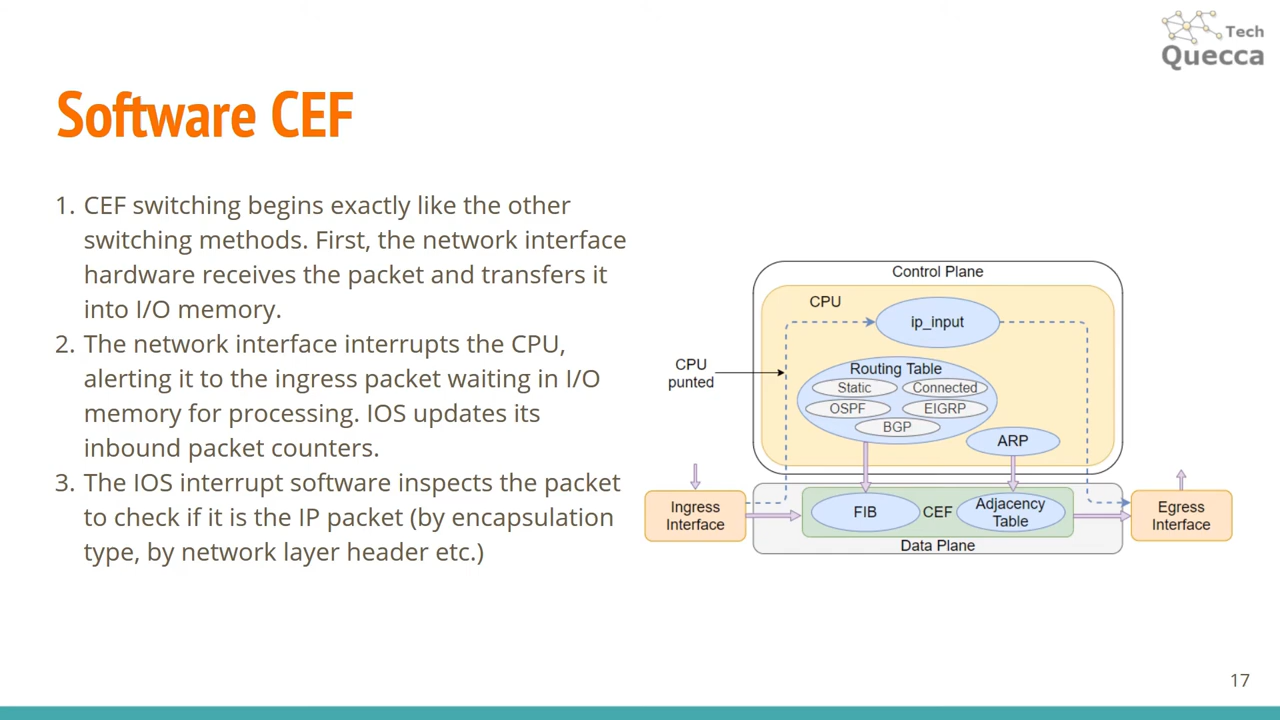 Tech
Quecca
Software CEF
1. CEF switching begins exactly like the other
switching methods. First, the network interface
hardware receives the packet and transfers it
into I/O memory.
2. The network interface interrupts the CPU,
alerting it to the ingress packet waiting in I/O
memory for processing. IOS updates its
inbound packet counters.
3. The IOS interrupt software inspects the packet
to check if it is the IP packet (by encapsulation
type, by network layer header etc.)
Control Plane
CPU
ip_input
CPU
punted
Routing Table
Static
Connected
OSPF
EIGRP
BGP
ARP
Ingress
Interface
FIB
CEF
Adjacency
Table
Data Plane
Egress
Interface
17